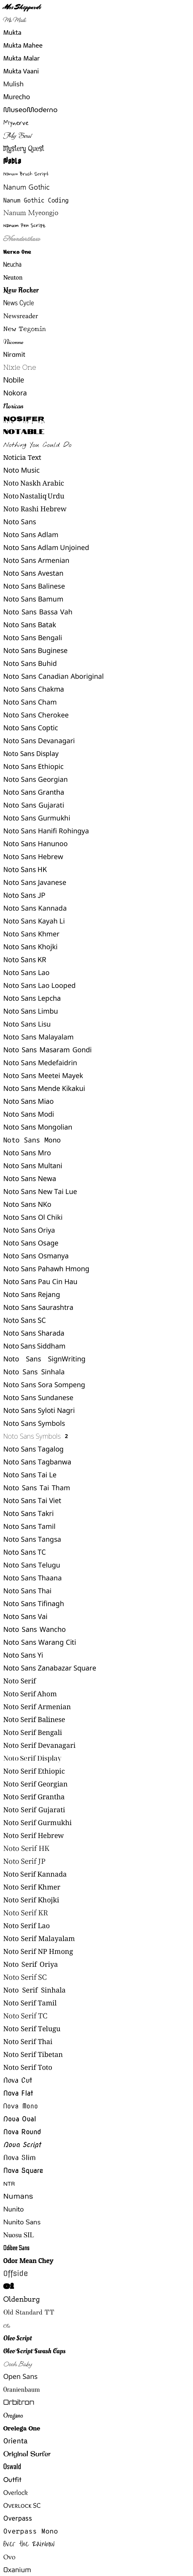 Mrs Sheppards
Ms Madi
Mukta
Mukta Mahee
Mukta Malar
Mukta Vaani
Mulish
Murecho
MuseoModerno
Mynerve
My Soul
Mystery Quest
Nabla
Nanum Brush Script
Nanum Gothic
Nanum Gothic Coding
Nanum Myeongjo
Nanum Pen Script
Neonderthaw
Nerko One
Neucha
Neuton
New Rocker
News Cycle
Newsreader
New Tegomin
Niconne
Niramit
Nixie One
Nobile
Nokora
Norican
Nosifer
Notable
Nothing You Could Do
Noticia Text
Noto Music
Noto Naskh Arabic
Noto Nastaliq Urdu
Noto Rashi Hebrew
Noto Sans
Noto Sans Adlam
Noto Sans Adlam Unjoined
Noto Sans Armenian
Noto Sans Avestan
Noto Sans Balinese
Noto Sans Bamum
Noto Sans Bassa Vah
Noto Sans Batak
Noto Sans Bengali
Noto Sans Buginese
Noto Sans Buhid
Noto Sans Canadian Aboriginal
Noto Sans Chakma
Noto Sans Cham
Noto Sans Cherokee
Noto Sans Coptic
Noto Sans Devanagari
Noto Sans Display
Noto Sans Ethiopic
Noto Sans Georgian
Noto Sans Grantha
Noto Sans Gujarati
Noto Sans Gurmukhi
Noto Sans Hanifi Rohingya
Noto Sans Hanunoo
Noto Sans Hebrew
Noto Sans HK
Noto Sans Javanese
Noto Sans JP
Noto Sans Kannada
Noto Sans Kayah Li
Noto Sans Khmer
Noto Sans Khojki
Noto Sans KR
Noto Sans Lao
Noto Sans Lao Looped
Noto Sans Lepcha
Noto Sans Limbu
Noto Sans Lisu
Noto Sans Malayalam
Noto Sans Masaram Gondi
Noto Sans Medefaidrin
Noto Sans Meetei Mayek
Noto Sans Mende Kikakui
Noto Sans Miao
Noto Sans Modi
Noto Sans Mongolian
Noto Sans Mono
Noto Sans Mro
Noto Sans Multani
Noto Sans Newa
Noto Sans New Tai Lue
Noto Sans NKo
Noto Sans Ol Chiki
Noto Sans Oriya
Noto Sans Osage
Noto Sans Osmanya
Noto Sans Pahawh Hmong
Noto Sans Pau Cin Hau
Noto Sans Rejang
Noto Sans Saurashtra
Noto Sans SC
Noto Sans Sharada
Noto Sans Siddham
Noto Sans SignWriting
Noto Sans Sinhala
Noto Sans Sora Sompeng
Noto Sans Sundanese
Noto Sans Syloti Nagri
Noto Sans Symbols
Noto Sans Symbols 2
Noto Sans Tagalog
Noto Sans Tagbanwa
Noto Sans Tai Le
Noto Sans Tai Tham
Noto Sans Tai Viet
Noto Sans Takri
Noto Sans Tamil
Noto Sans Tangsa
Noto Sans TC
Noto Sans Telugu
Noto Sans Thaana
Noto Sans Thai
Noto Sans Tifinagh
Noto Sans Vai
Noto Sans Wancho
Noto Sans Warang Citi
Noto Sans Yi
Noto Sans Zanabazar Square
Noto Serif
Noto Serif Ahom
Noto Serif Armenian
Noto Serif Balinese
Noto Serif Bengali
Noto Serif Devanagari
Noto Serif Display
Noto Serif Ethiopic
Noto Serif Georgian
Noto Serif Grantha
Noto Serif Gujarati
Noto Serif Gurmukhi
Noto Serif Hebrew
Noto Serif HK
Noto Serif JP
Noto Serif Kannada
Noto Serif Khmer
Noto Serif Khojki
Noto Serif KR
Noto Serif Lao
Noto Serif Malayalam
Noto Serif NP Hmong
Noto Serif Oriya
Noto Serif SC
Noto Serif Sinhala
Noto Serif Tamil
Noto Serif TC
Noto Serif Telugu
Noto Serif Thai
Noto Serif Tibetan
Noto Serif Toto
Nova Cut
Nova Flat
Nova Mono
Nova Oval
Nova Round
Nova Script
Nova Slim
Nova Square
NTR
Numans
Nunito
Nunito Sans
Nuosu SIL
Odibee Sans
Odor Mean Chey
Offside
Oi
Oldenburg
Old Standard TT
Ole
Oleo Script
Oleo Script Swash Caps
Oooh Baby
Open Sans
Oranienbaum
Orbitron
Oregano
Orelega One
Orienta
Original Surfer
Oswald
Outfit
Overlock
Overlock SC
Overpass
Overpass Mono
Over the Rainbow
Ovo
Oxanium